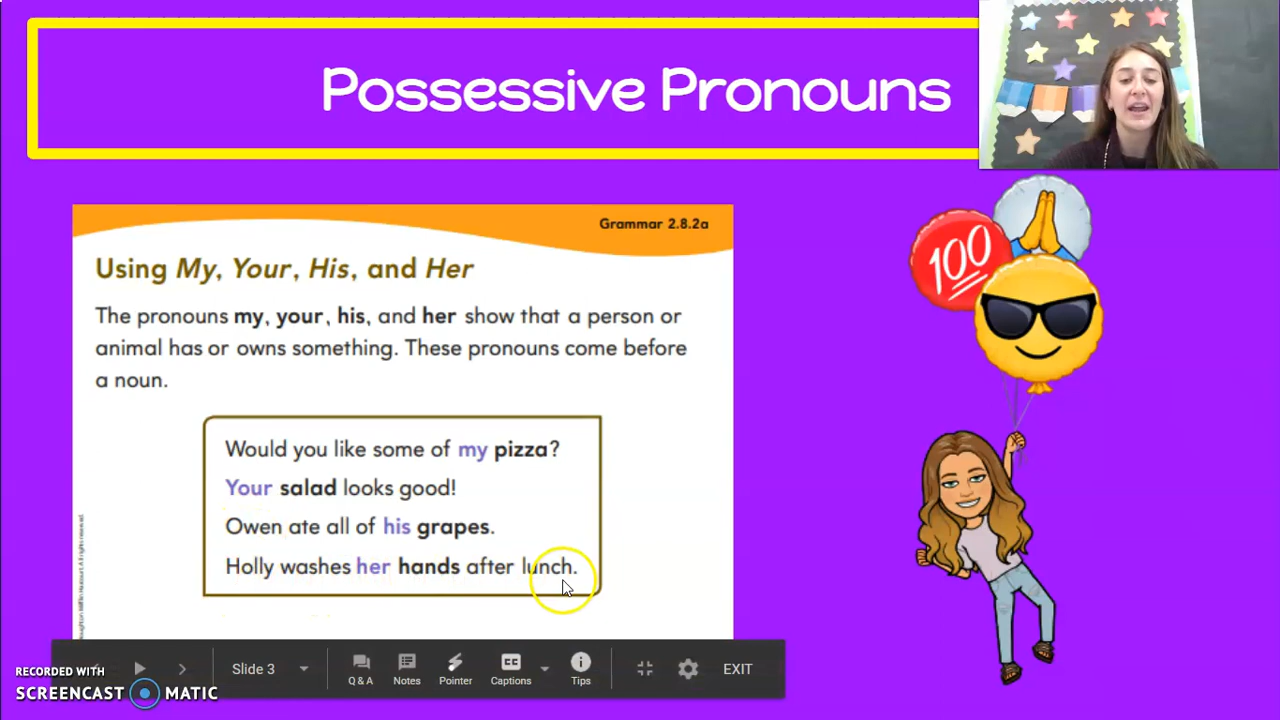 Possessive Pronouns
Grammar 2.8.2a
Using My, Your, His, and Her
The pronouns my, your, his, and her show that a person or
animal has or owns something. These pronouns come before
a noun.
Would you like some of my pizza?
Your salad looks good!
Owen ate all of his grapes.
Holly washes her hands after lunch.
100
Slide 3
Q & A
Notes
Pointer
CC
Captions
Tips
EXIT
RECORDED WITH
SCREENCAST MATIC